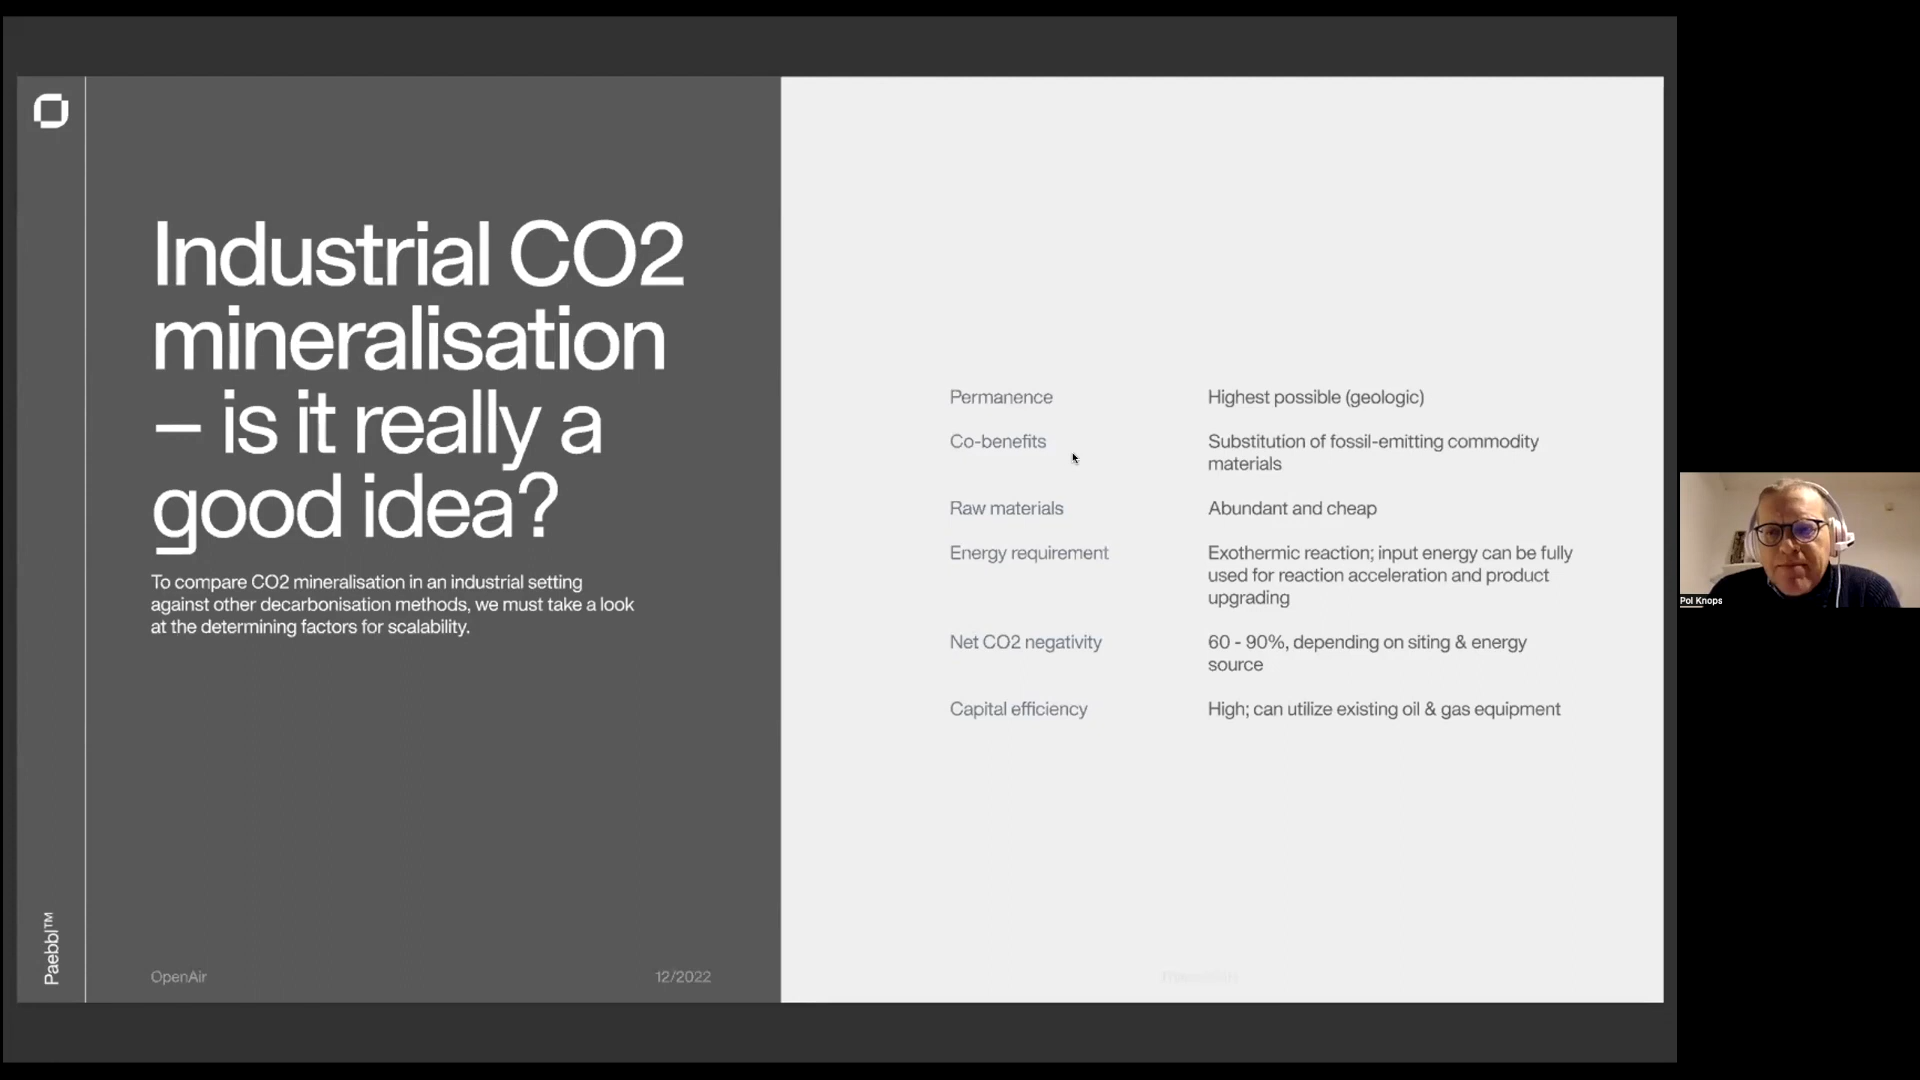 Industrial CO2
mineralisation
– is it really a
good idea?
To compare CO2 mineralisation in an industrial setting
against other decarbonisation methods, we must take a look
at the determining factors for scalability.
Paebbl™
OpenAir
12/2022
Permanence
Highest possible (geologic)
Co-benefits
Substitution of fossil-emitting commodity
materials
Raw materials
Abundant and cheap
Energy requirement
Exothermic reaction; input energy can be fully
used for reaction acceleration and product
upgrading
Net CO2 negativity
60 - 90%, depending on siting & energy
source
Capital efficiency
High; can utilize existing oil & gas equipment
Pol Knops